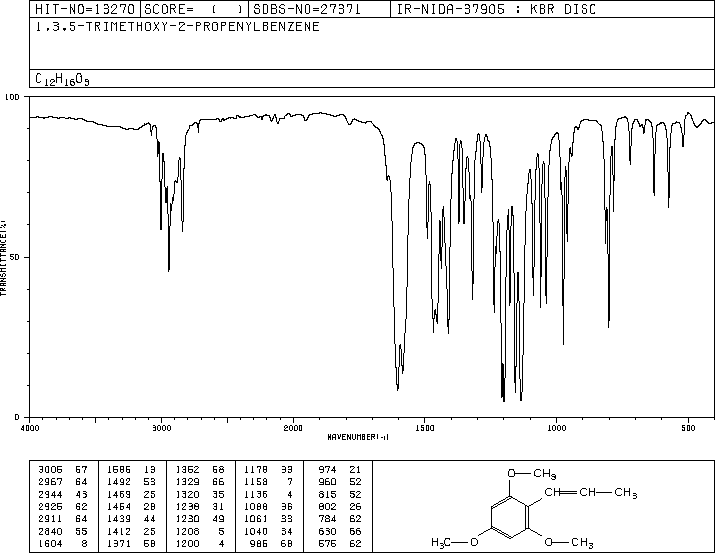 HIT-NO=13270 SCORE= ( ) SDBS-NO=27371 IR-NIDA-37905 : KBR DISC
1,3,5-TRIMETHOXY-2-PROPENYLBENZENE
C12H16O3
100
50
0
TRANSMITTANCE(%)
4000 3000 2000 1500 1000 500
WAVENUMBER(-1)
3005 57 1586 13 1352 58 1178 33 974 21
2967 64 1492 53 1329 66 1158 7 960 52
2944 43 1469 25 1320 35 1136 4 815 52
2925 62 1454 28 1238 31 1088 36 802 26
2911 64 1439 44 1230 49 1061 33 784 62
2840 55 1412 25 1208 5 1040 34 630 66
1604 8 1371 58 1200 4 985 68 576 62
O CH3
CH CH CH3
H3C O O CH3